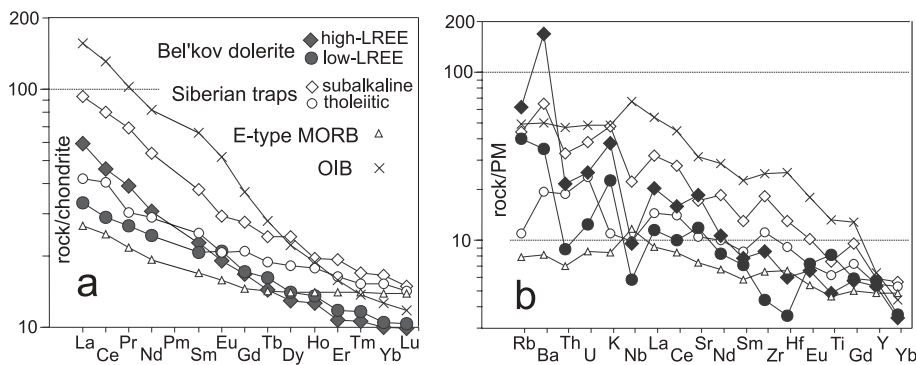 200
100
10
rock/chondrite
a
Bel'kov dolerite
high-LREE
low-LREE
Siberian traps
subalkaline
tholeiitic
E-type MORB
OIB
La Ce Pr Nd Pm Sm Eu Gd Tb Dy Ho Er Tm Yb Lu
200
100
10
rock/PM
b
Rb Ba Th U K Nb La Ce Sr Nd Sm Zr Hf Eu Ti Gd Y Yb